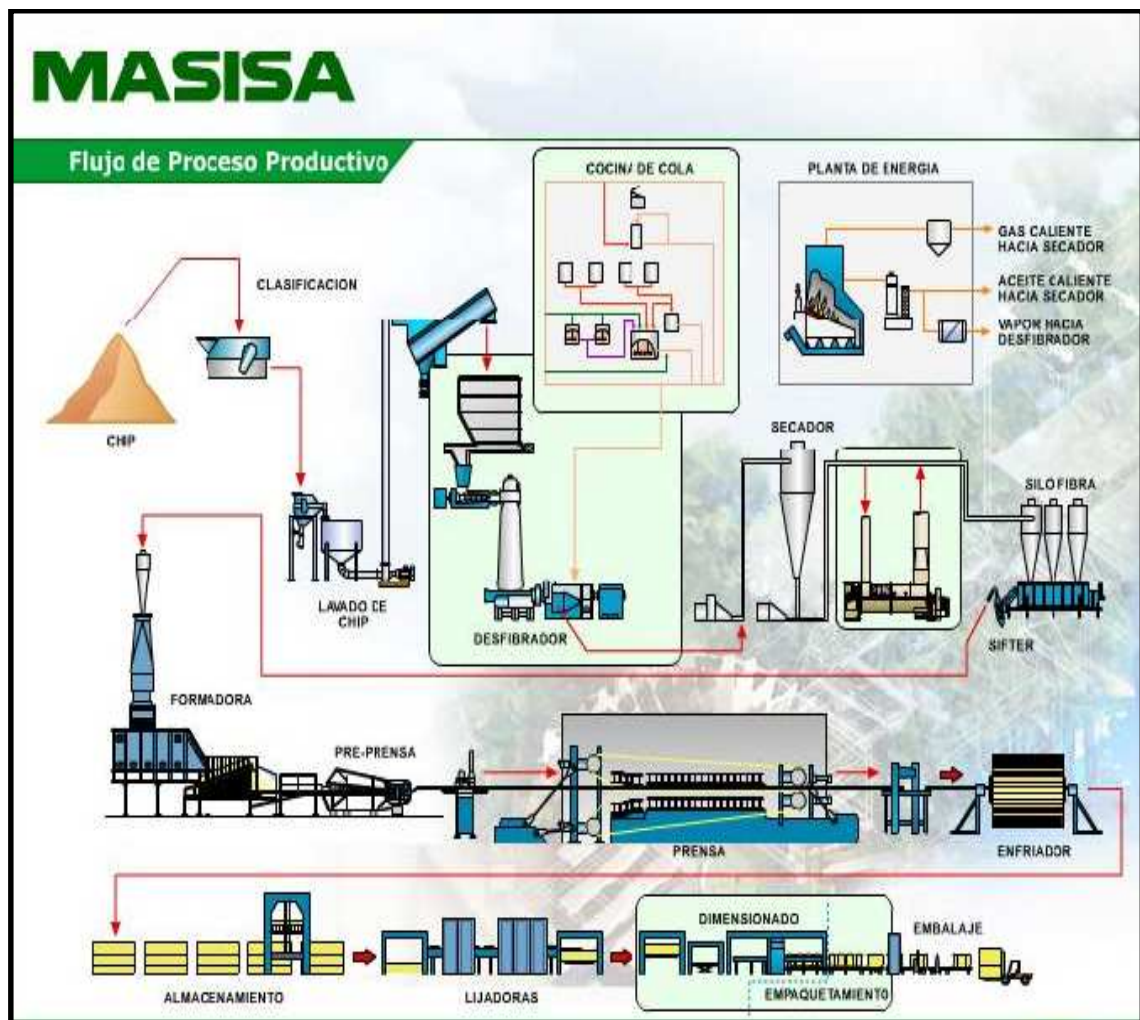 MASISA
Flujo de Proceso Productivo
COCINA DE COLA
PLANTA DE ENERGIA
GAS CALIENTE
HACIA SECADOR
ACEITE CALIENTE
HACIA SECADOR
VAPOR HACIA
DESFIBRADOR
CLASIFICACION
CHIP
SECADOR
SILO FIBRA
LAVADO DE
CHIP
DESFIBRADOR
SIFTER
FORMADORA
PRE-PRENSA
PRENSA
ENFRIADOR
DIMENSIONADO
EMBALAJE
ALMACENAMIENTO
LIJADORAS
EMPAQUETAMIENTO